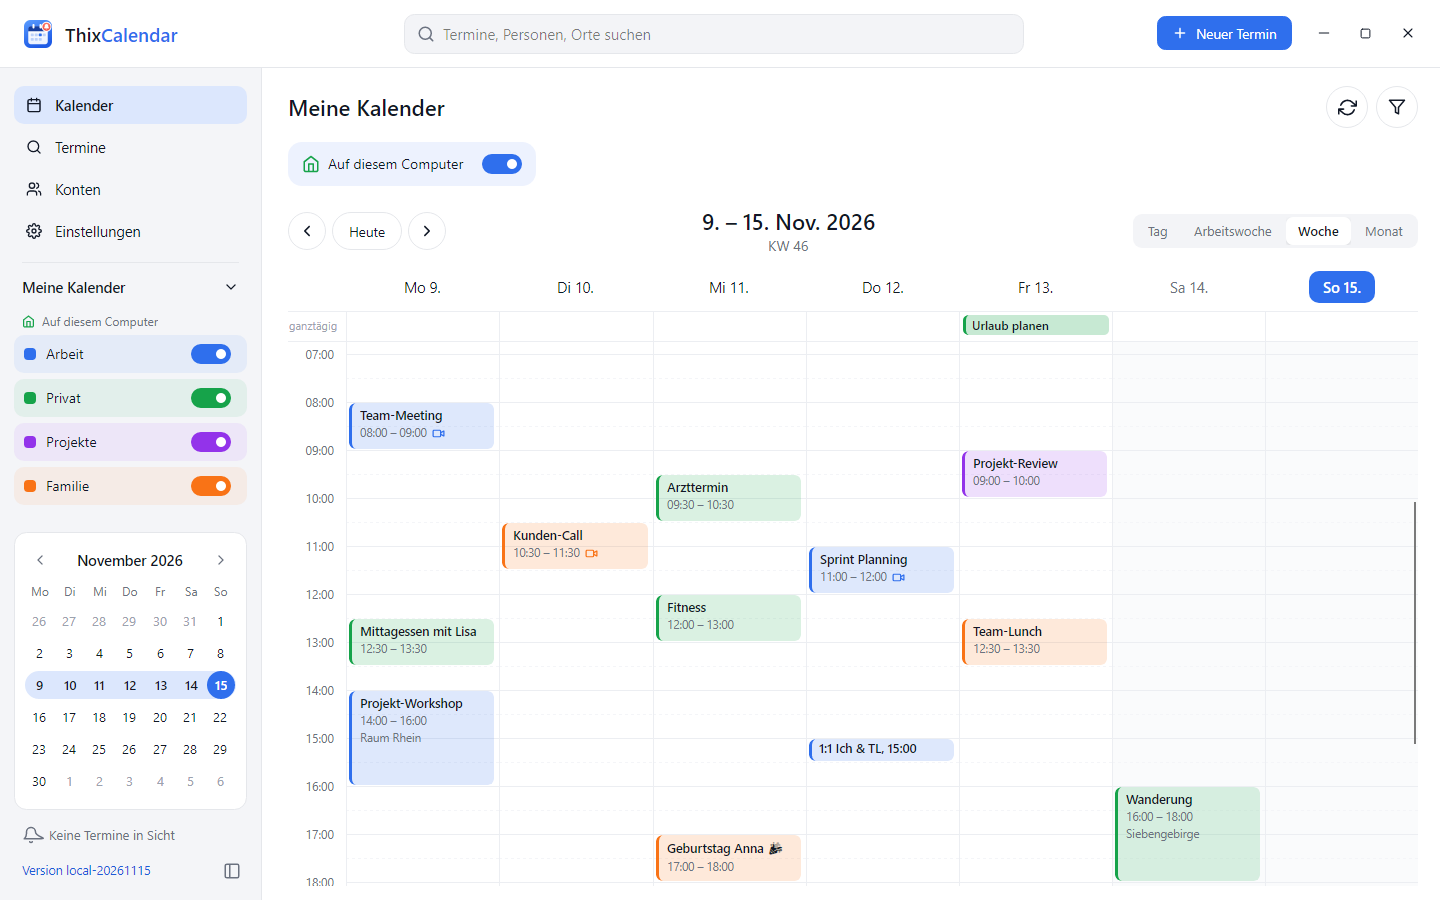 ThixCalendar
Termine, Personen, Orte suchen
Neuer Termin
Kalender
Termine
Konten
Einstellungen
Meine Kalender
Auf diesem Computer
Arbeit
Privat
Projekte
Familie
November 2026
Mo Di Mi Do Fr Sa So
26 27 28 29 30 31 1
2 3 4 5 6 7 8
9 10 11 12 13 14 15
16 17 18 19 20 21 22
23 24 25 26 27 28 29
30 1 2 3 4 5 6
Keine Termine in Sicht
Version local-20261115
Meine Kalender
Auf diesem Computer
Heute
9. – 15. Nov. 2026
KW 46
Tag Arbeitswoche Woche Monat
Mo 9. Di 10. Mi 11. Do 12. Fr 13. Sa 14. So 15.
ganztägig
Urlaub planen
07:00
08:00
09:00
10:00
11:00
12:00
13:00
14:00
15:00
16:00
17:00
18:00
Team-Meeting
08:00 – 09:00
Mittagessen mit Lisa
12:30 – 13:30
Projekt-Workshop
14:00 – 16:00
Raum Rhein
Kunden-Call
10:30 – 11:30
Arzttermin
09:30 – 10:30
Fitness
12:00 – 13:00
Geburtstag Anna 🎉
17:00 – 18:00
Sprint Planning
11:00 – 12:00
1:1 Ich & TL, 15:00
Projekt-Review
09:00 – 10:00
Team-Lunch
12:30 – 13:30
Wanderung
16:00 – 18:00
Siebengebirge